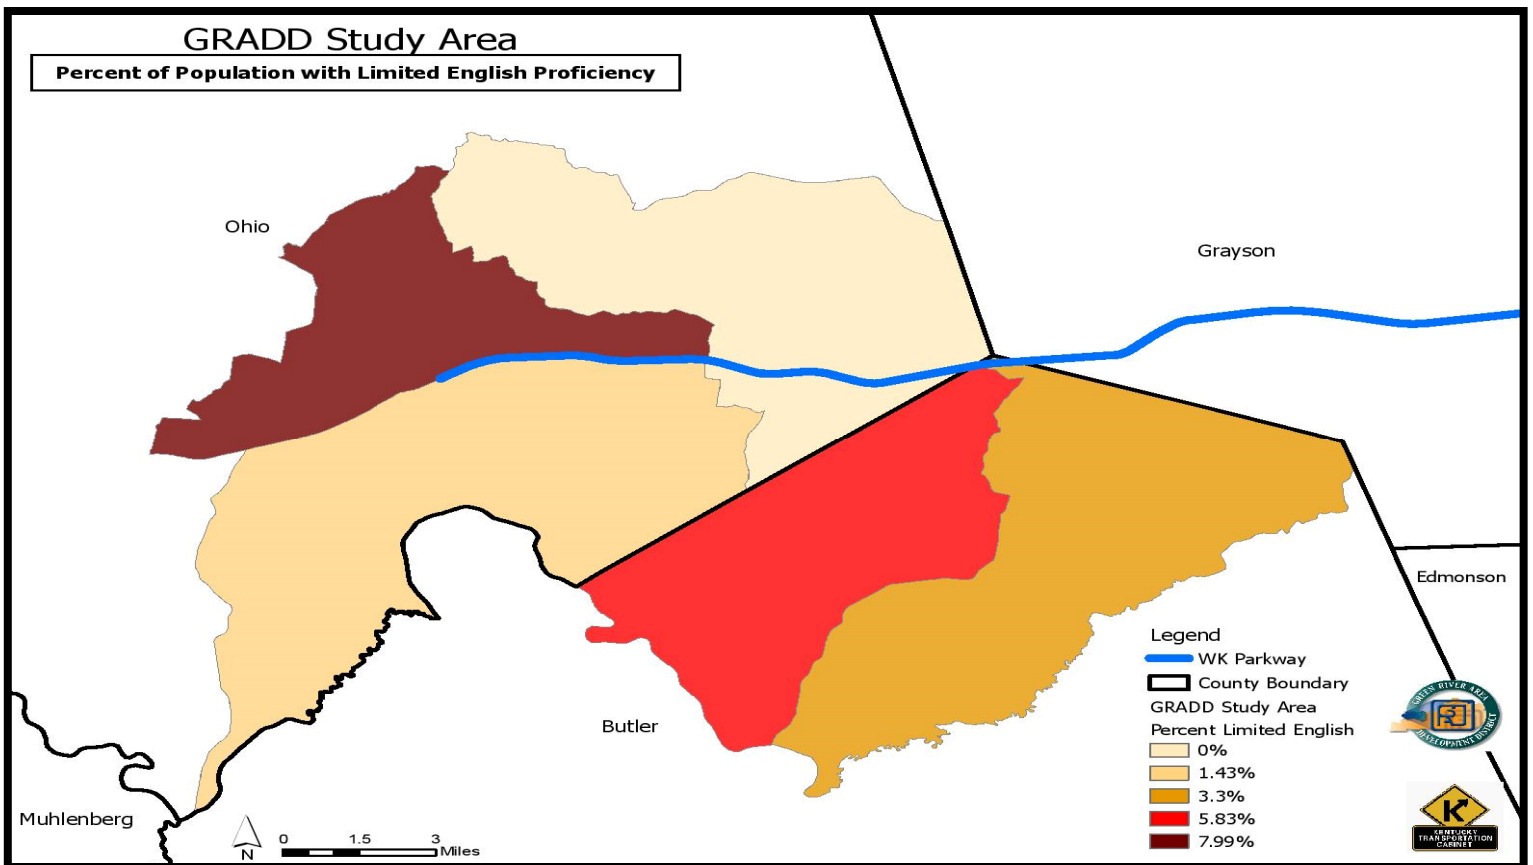 GRADD Study Area
Percent of Population with Limited English Proficiency
Ohio
Grayson
Edmonson
Butler
Muhlenberg
Legend
WK Parkway
County Boundary
GRADD Study Area
Percent Limited English
0%
1.43%
3.3%
5.83%
7.99%
GREEN RIVER AREA
DEVELOPMENT DISTRICT
K
KENTUCKY
TRANSPORTATION
CABINET
N
0 1.5 3
Miles